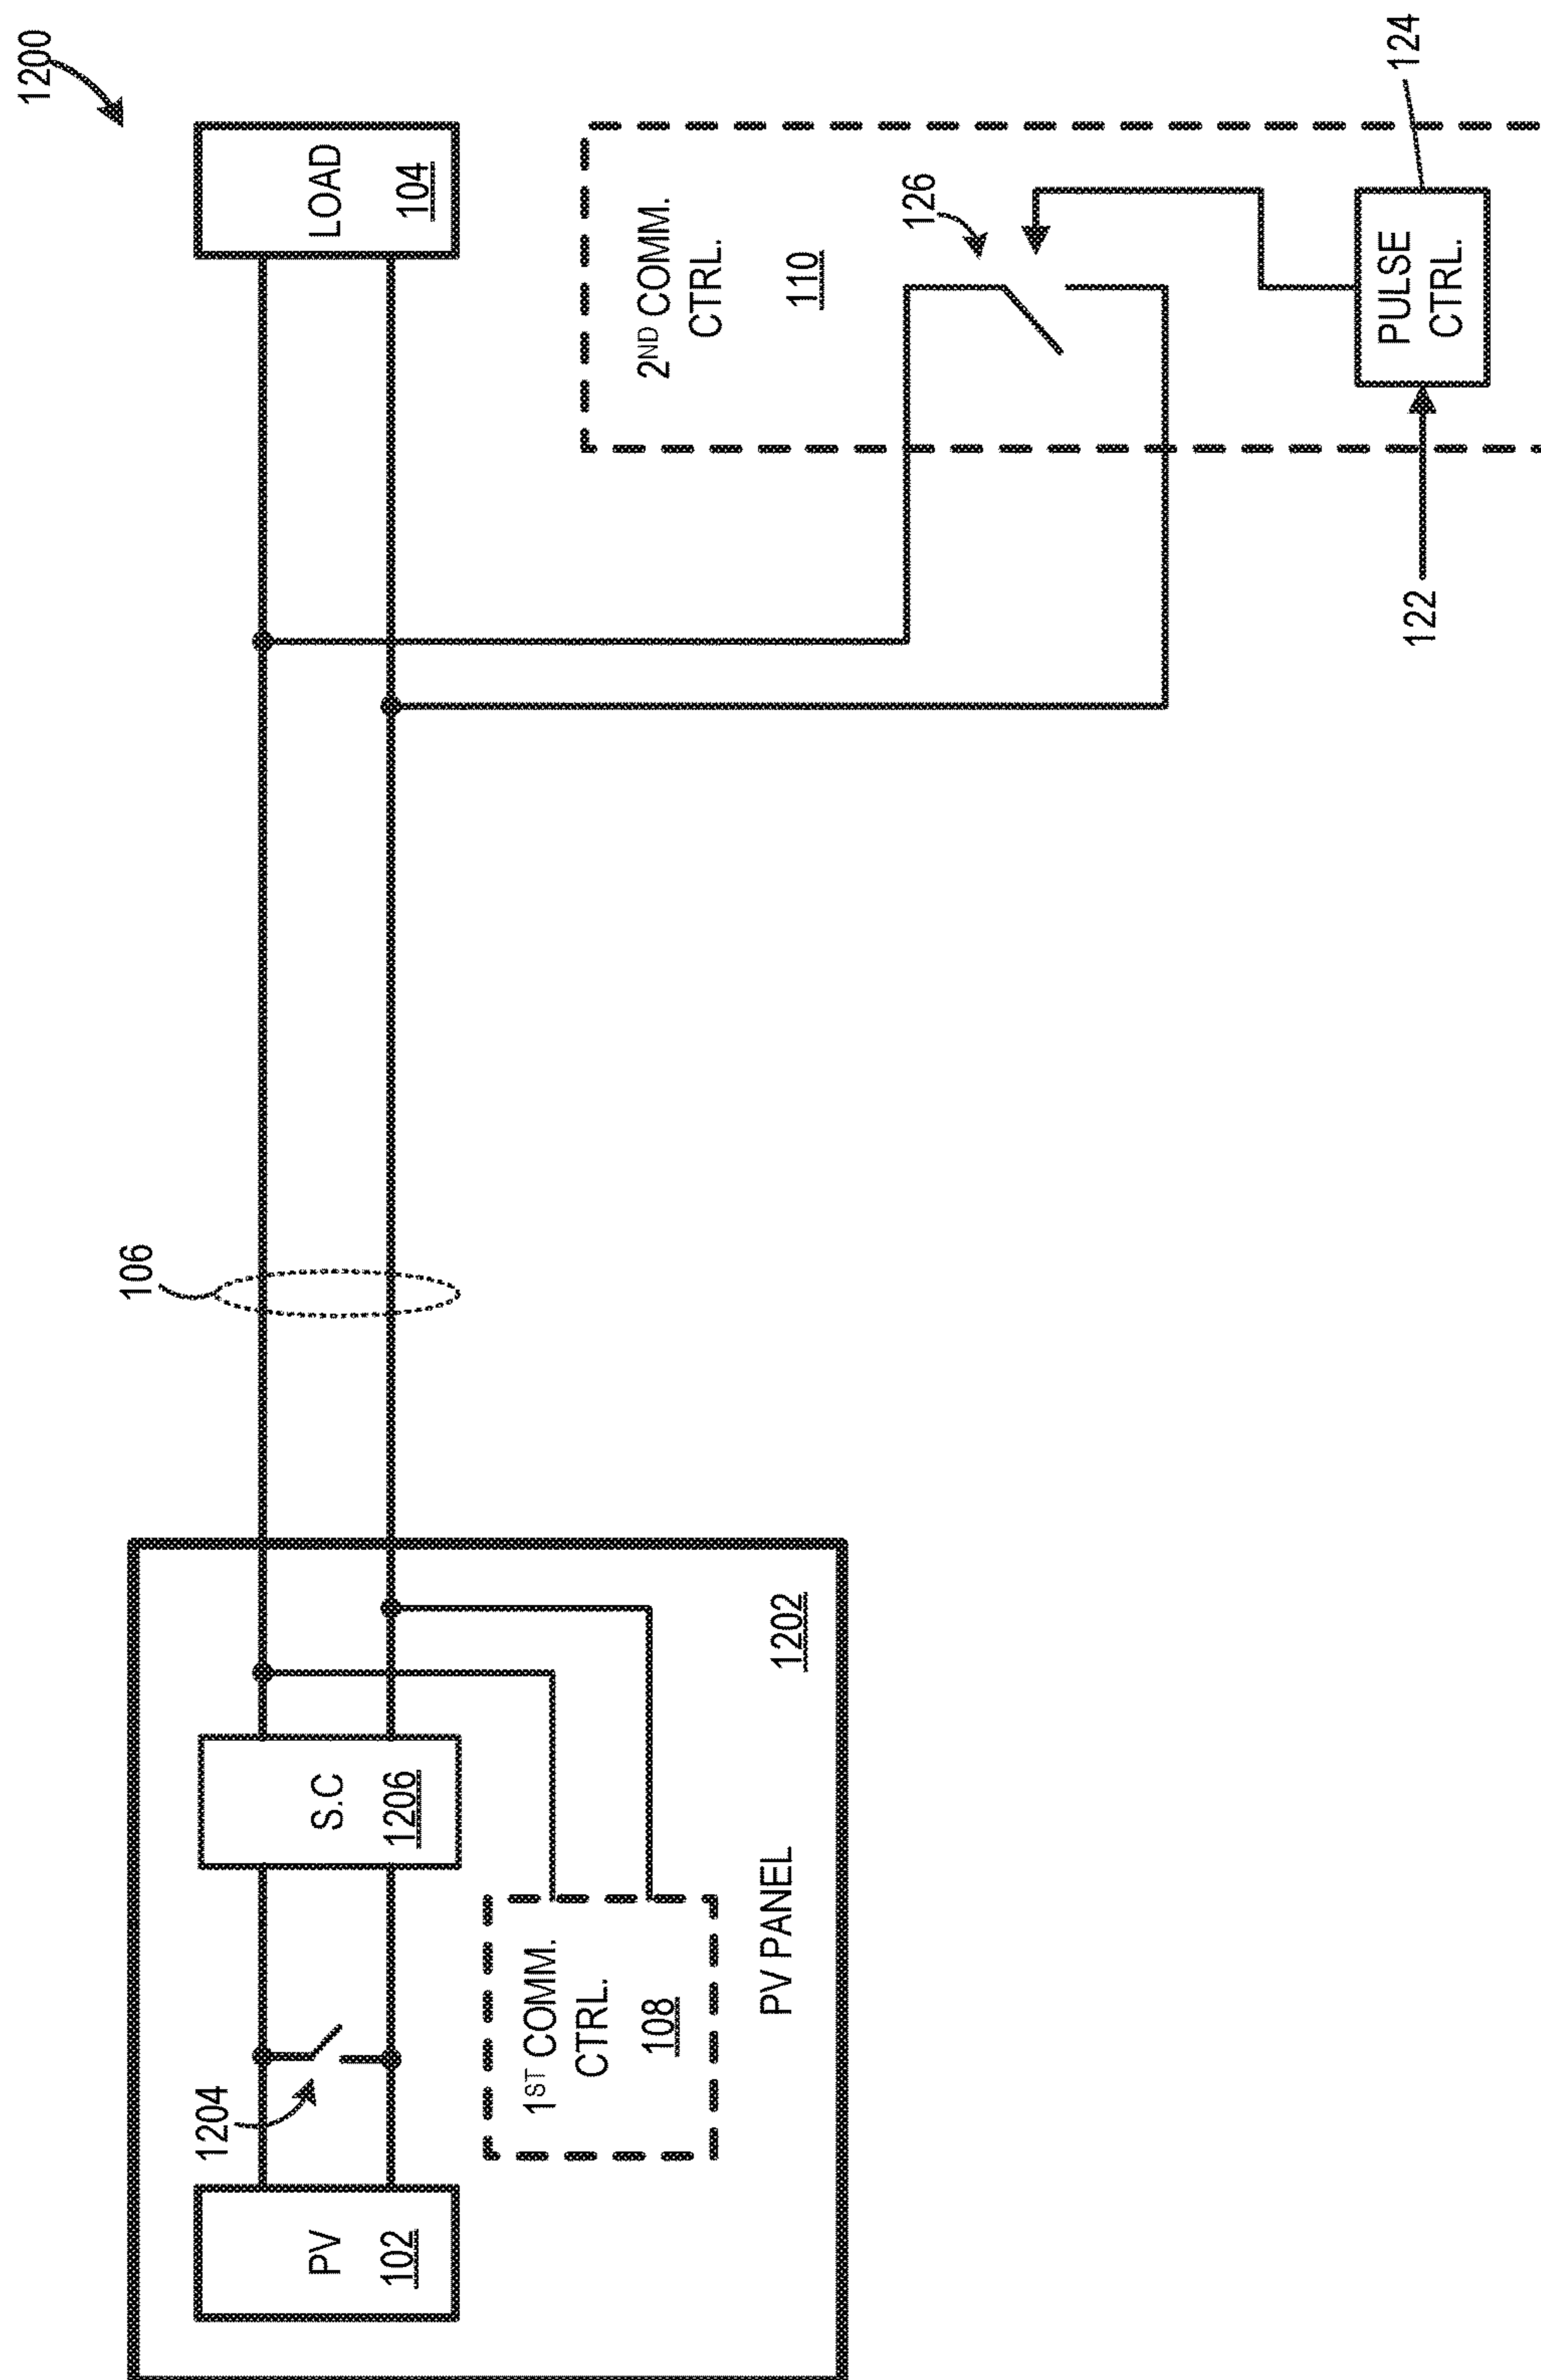 1200
LOAD
104
106
2ND COMM.
CTRL.
110
126
PULSE
CTRL.
124
122
PV
102
1204
S.C
1206
1ST COMM.
CTRL.
108
PV PANEL
1202